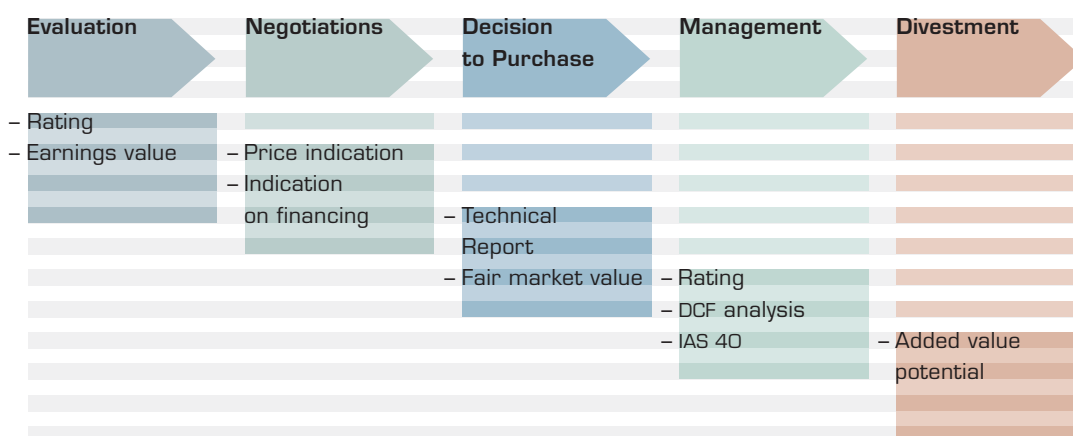 Evaluation
– Rating
– Earnings value
Negotiations
– Price indication
– Indication
on financing
Decision
to Purchase
– Technical
Report
– Fair market value
Management
– Rating
– DCF analysis
– IAS 40
Divestment
– Added value
potential